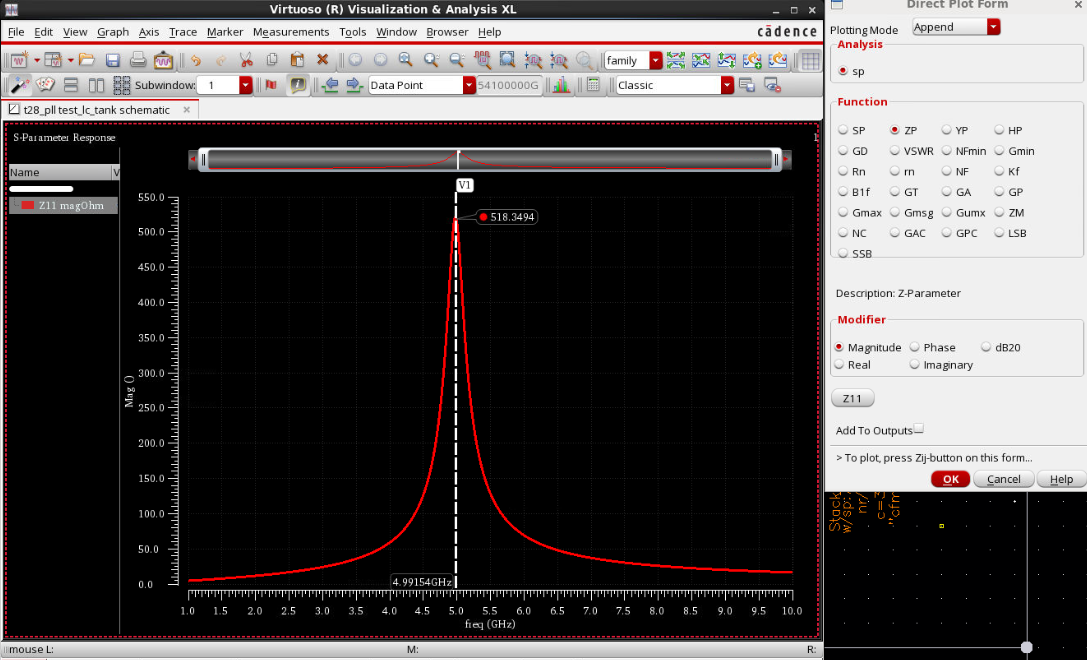 Virtuoso (R) Visualization & Analysis XL
File Edit View Graph Axis Trace Marker Measurements Tools Window Browser Help
cādence
family
Subwindow: 1 Data Point 54100000G Classic
t28_pll test_lc_tank schematic
S-Parameter Response
1
Name V
Z11 magOhm
V1
518.3494
550.0
500.0
450.0
400.0
350.0
300.0
250.0
200.0
150.0
100.0
50.0
0.0
Mag ()
4.99154GHz
1.0 1.5 2.0 2.5 3.0 3.5 4.0 4.5 5.0 5.5 6.0 6.5 7.0 7.5 8.0 8.5 9.0 9.5 10.0
freq (GHz)
mouse L: M: R:
Direct Plot Form
Plotting Mode Append
Analysis
sp
Function
SP ZP YP HP
GD VSWR NFmin Gmin
Rn rn NF Kf
B1f GT GA GP
Gmax Gmsg Gumx ZM
NC GAC GPC LSB
SSB
Description: Z-Parameter
Modifier
Magnitude Phase dB20
Real Imaginary
Z11
Add To Outputs
> To plot, press Zij-button on this form...
OK Cancel Help